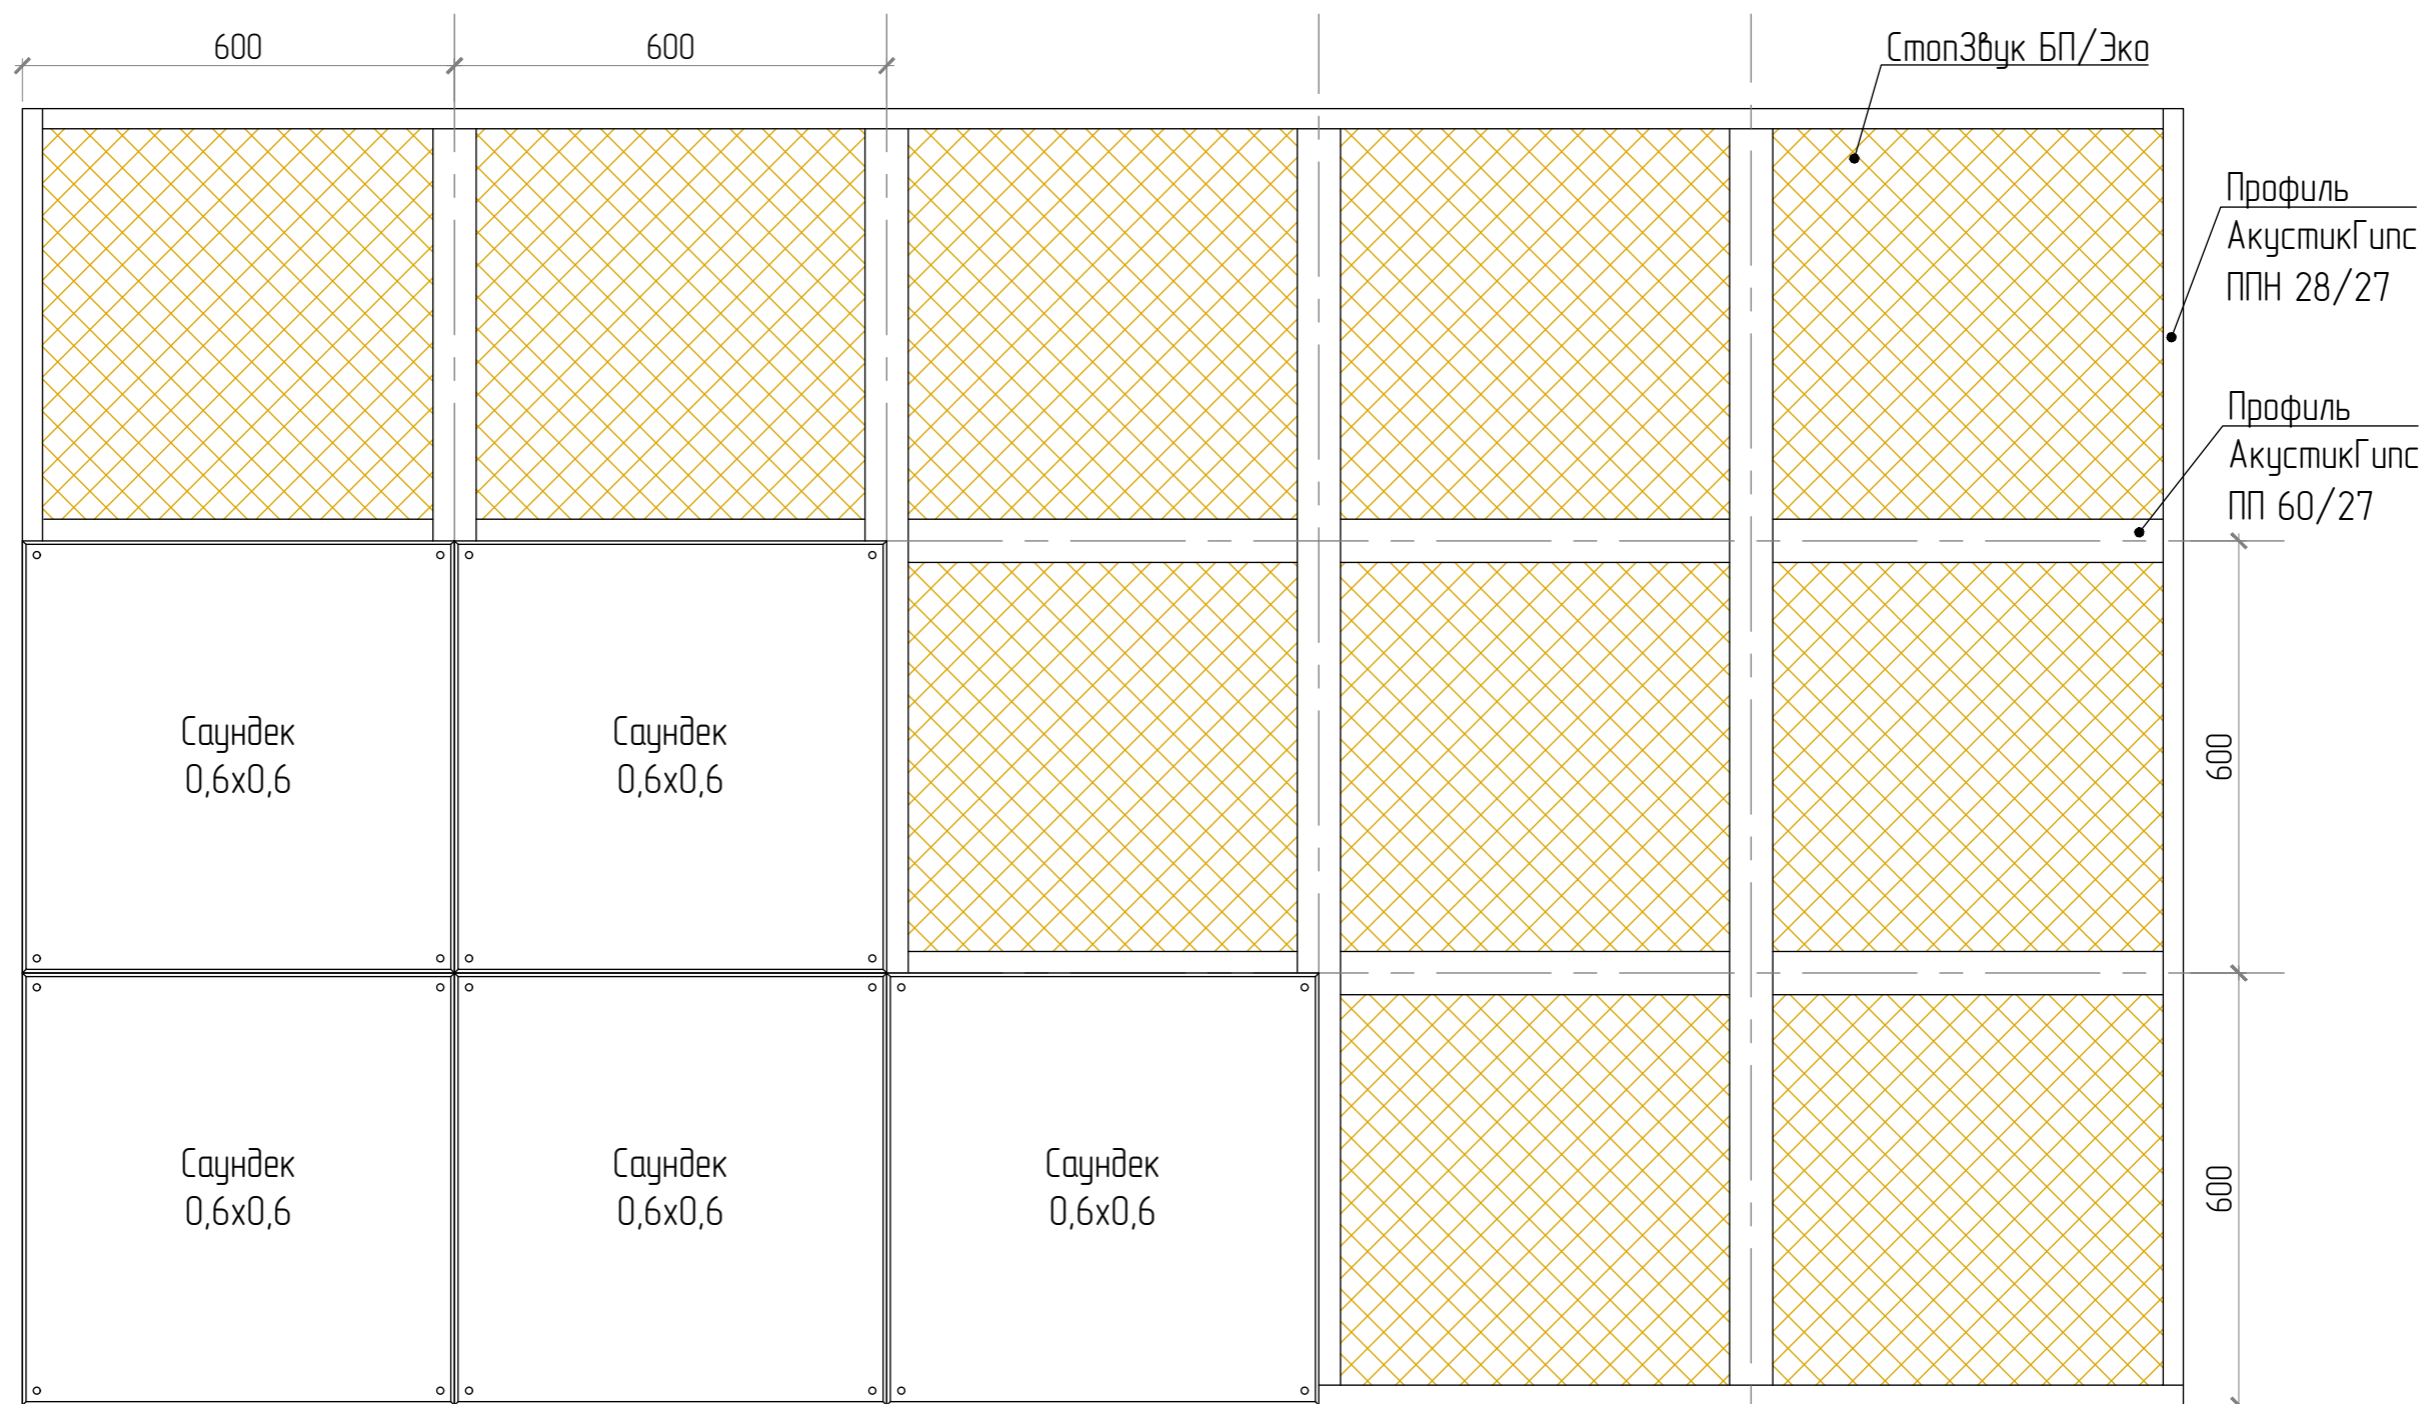 600
600
СтопЗвук БП/Эко
Профиль
АкустикГипс
ППН 28/27
Профиль
АкустикГипс
ПП 60/27
Саундек
0,6х0,6
Саундек
0,6х0,6
600
Саундек
0,6х0,6
Саундек
0,6х0,6
Саундек
0,6х0,6
600